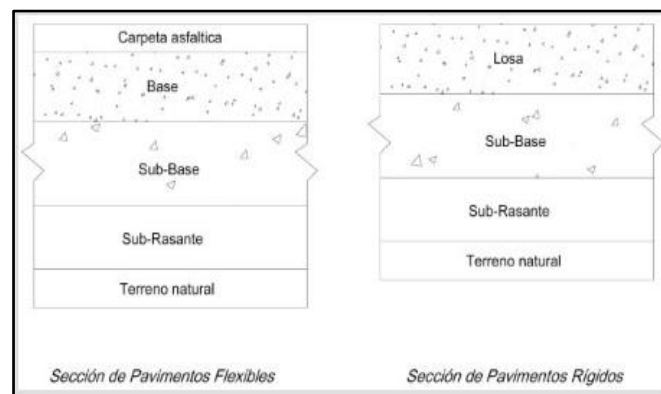 Carpeta asfaltica
Base
Sub-Base
Sub-Rasante
Terreno natural
Sección de Pavimentos Flexibles
Losa
Sub-Base
Sub-Rasante
Terreno natural
Sección de Pavimentos Rígidos